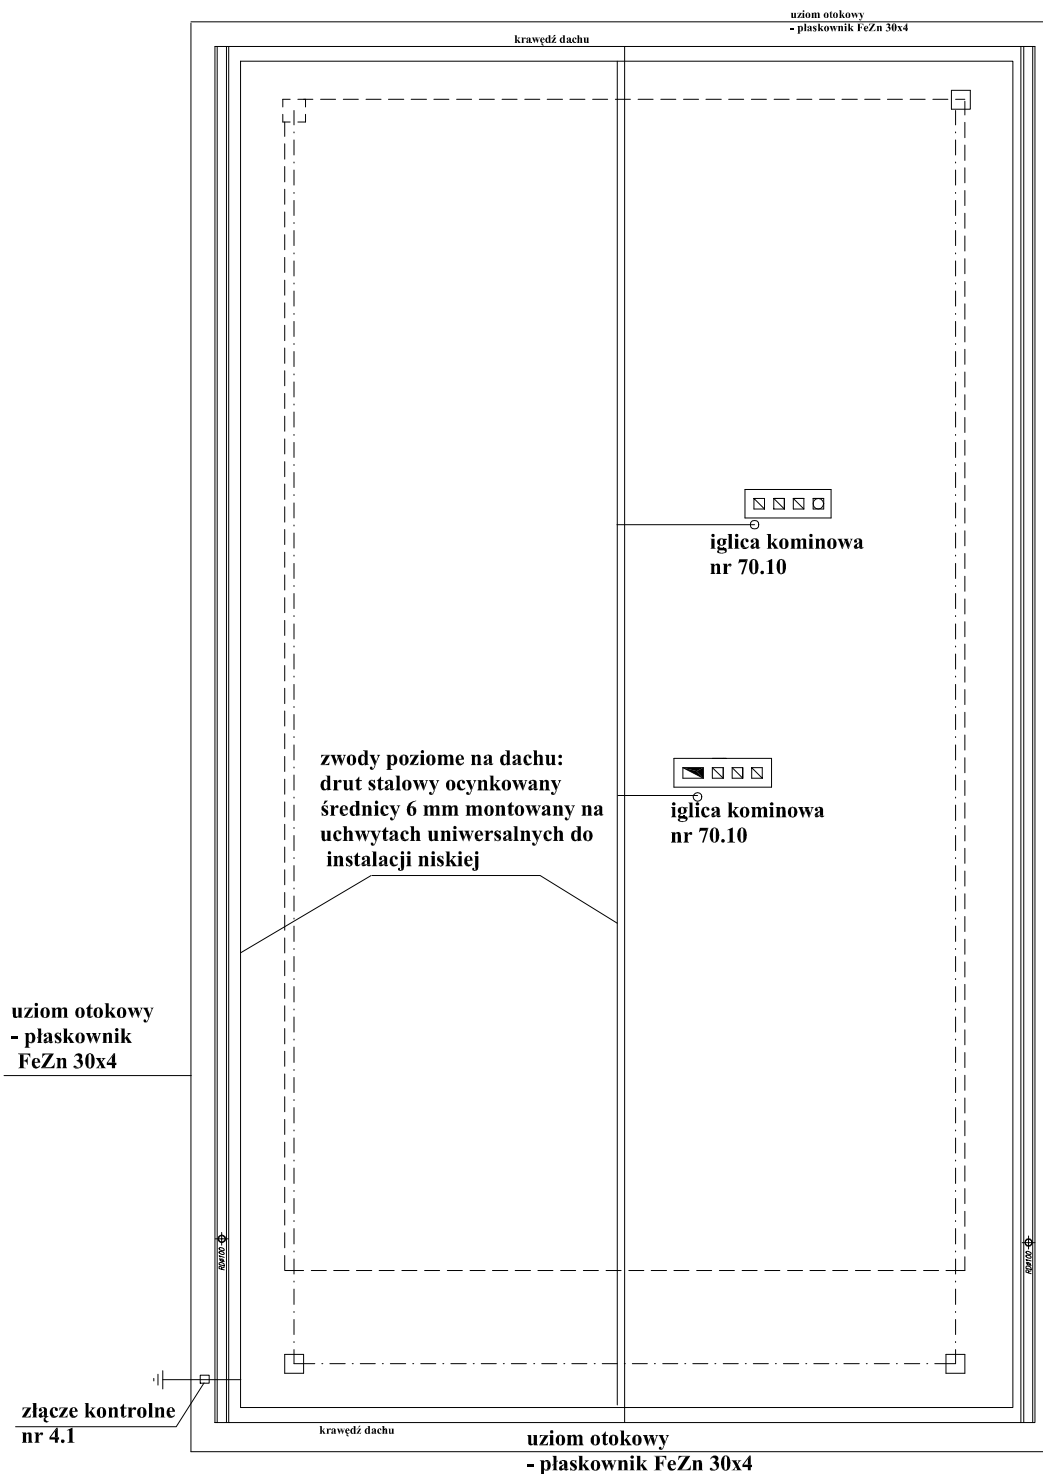 uziom otokowy
- płaskownik FeZn 30x4
krawędź dachu
iglica kominowa
nr 70.10
zwody poziome na dachu:
drut stalowy ocynkowany
średnicy 6 mm montowany na
uchwytach uniwersalnych do
instalacji niskiej
iglica kominowa
nr 70.10
uziom otokowy
- płaskownik
FeZn 30x4
złącze kontrolne
nr 4.1
krawędź dachu
uziom otokowy
- płaskownik FeZn 30x4